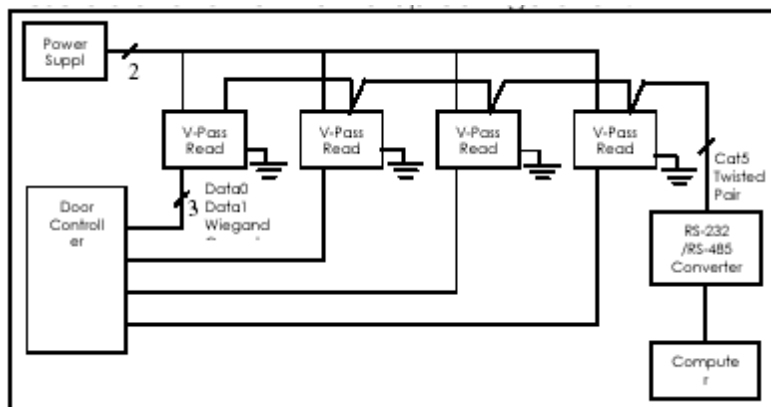 Power
Suppl
2
V-Pass
Read
V-Pass
Read
V-Pass
Read
V-Pass
Read
Cat5
Twisted
Pair
Door
Controll
er
3
Data0
Data1
Wiegand
RS-232
/RS-485
Converter
Compute
r